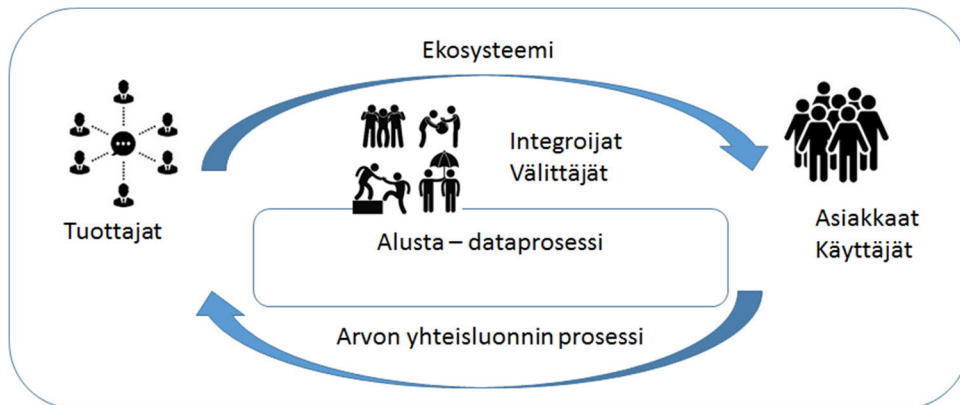 Ekosysteemi
Integroijat
Välittäjät
Tuottajat
Asiakkaat
Käyttäjät
Alusta – dataprosessi
Arvon yhteisluonnin prosessi